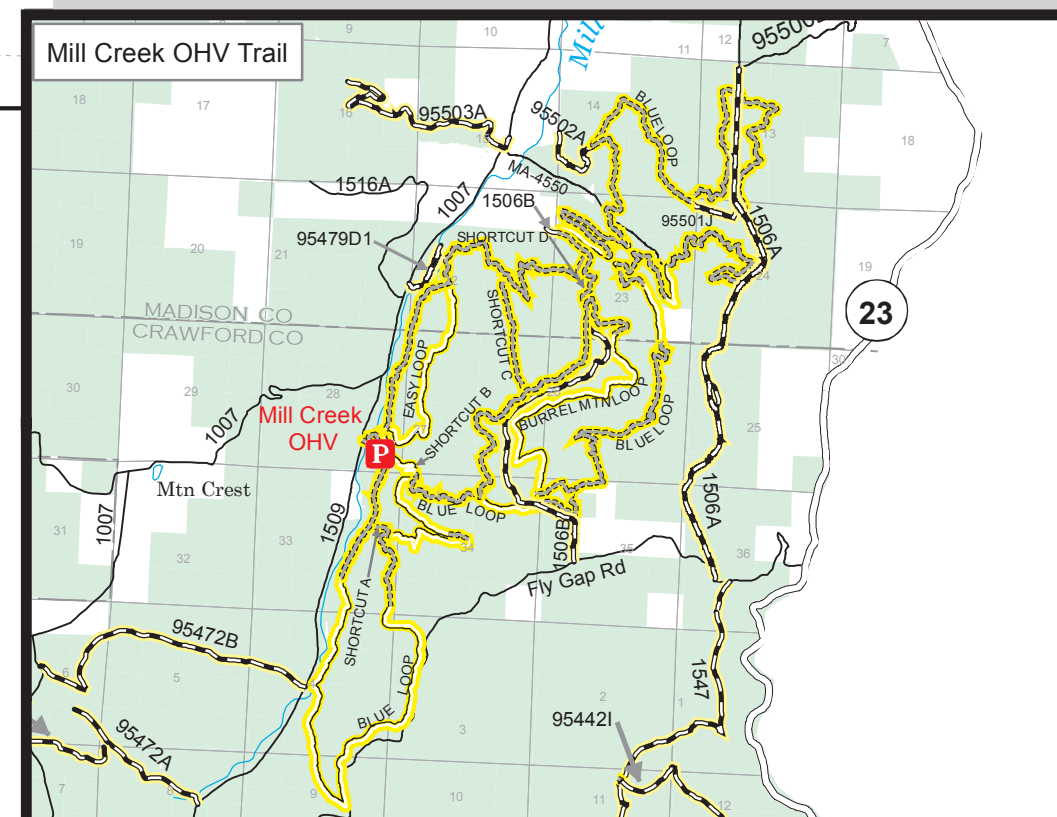 Mill Creek OHV Trail
9
10
Mill
11
12
7
18
17
16
95503A
15
95502A
14
BLUE LOOP
13
18
MA-4550
1516A
1007
1506B
95501J
1506A
SHORTCUT D
95479D1
19
20
21
23
24
19
23
MADISON CO
CRAWFORD CO
SHORTCUT C
30
30
29
28
EASY LOOP
SHORTCUT B
BURREL MTN LOOP
BLUE LOOP
25
1007
Mill Creek
OHV
P
Mtn Crest
1007
1509
BLUE LOOP
1506A
31
32
33
34
1506B
35
36
Fly Gap Rd
SHORTCUT A
95472B
6
5
BLUE LOOP
3
2
1
1547
95442I
95472A
7
8
9
10
11
12